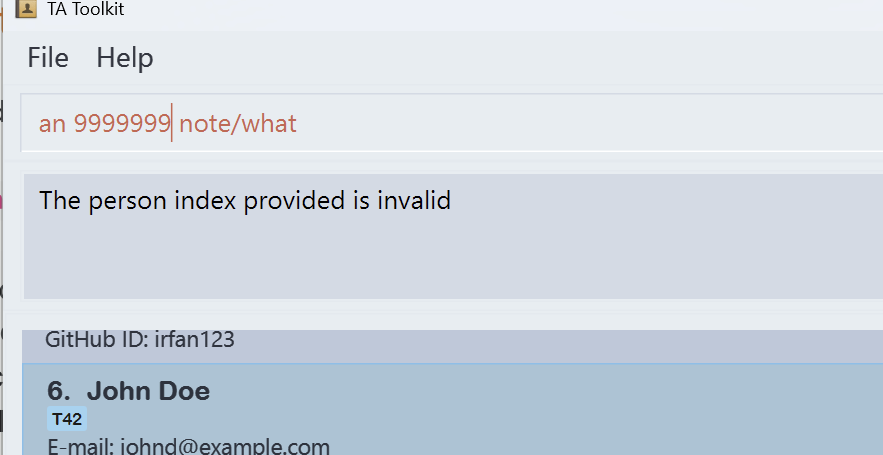 TA Toolkit
File Help
an 9999999 note/what
The person index provided is invalid
GitHub ID: irfan123
6. John Doe
T42
E-mail: johnd@example.com